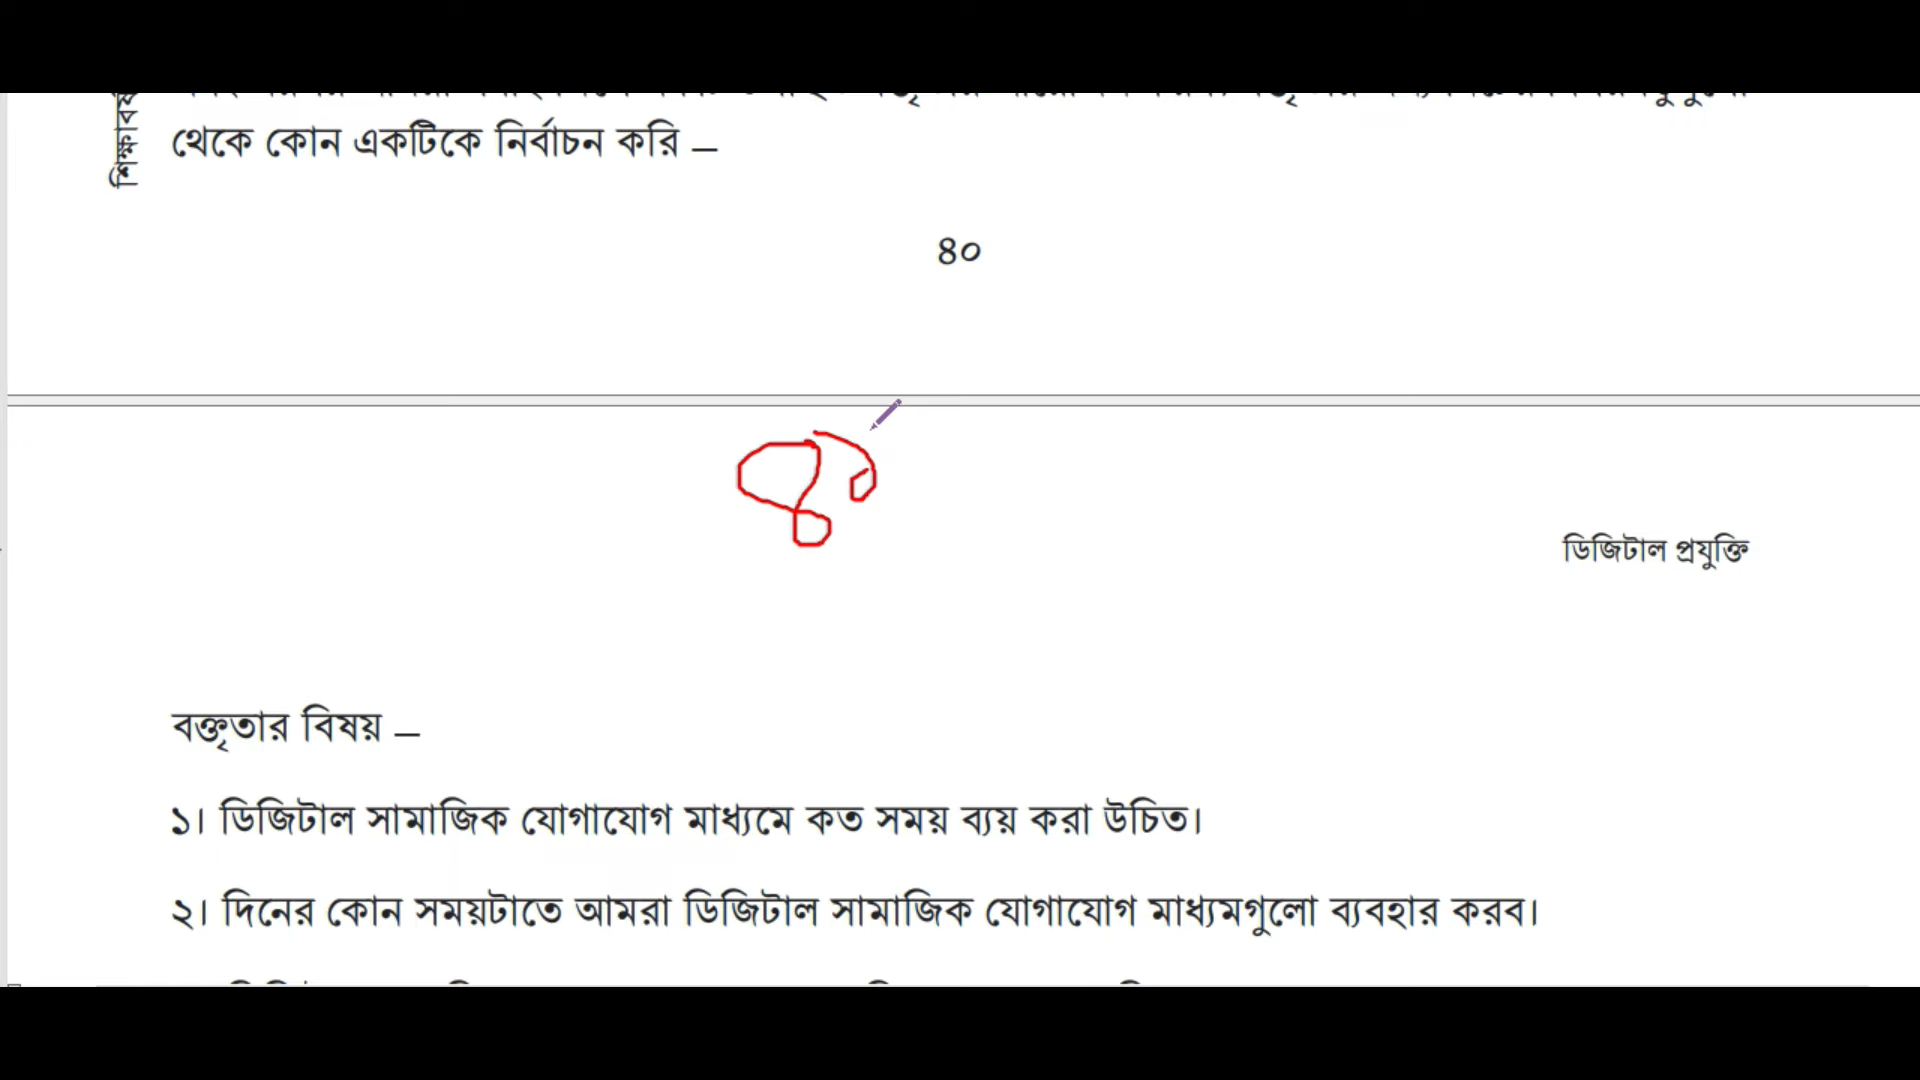 শিক্ষাবর্ষ
থেকে কোন একটিকে নির্বাচন করি –
৪০
৪১
ডিজিটাল প্রযুক্তি
বক্তৃতার বিষয় –
১। ডিজিটাল সামাজিক যোগাযোগ মাধ্যমে কত সময় ব্যয় করা উচিত।
২। দিনের কোন সময়টাতে আমরা ডিজিটাল সামাজিক যোগাযোগ মাধ্যমগুলো ব্যবহার করব।